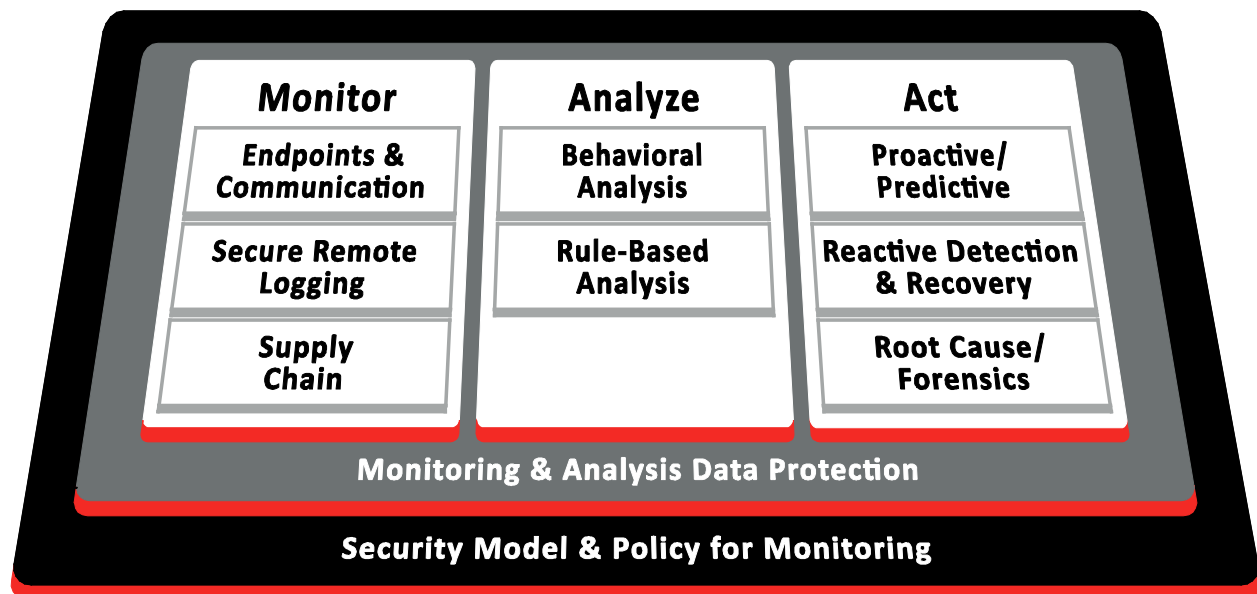 Monitor
Endpoints &
Communication
Secure Remote
Logging
Supply
Chain
Analyze
Behavioral
Analysis
Rule-Based
Analysis
Act
Proactive/
Predictive
Reactive Detection
& Recovery
Root Cause/
Forensics
Monitoring & Analysis Data Protection
Security Model & Policy for Monitoring